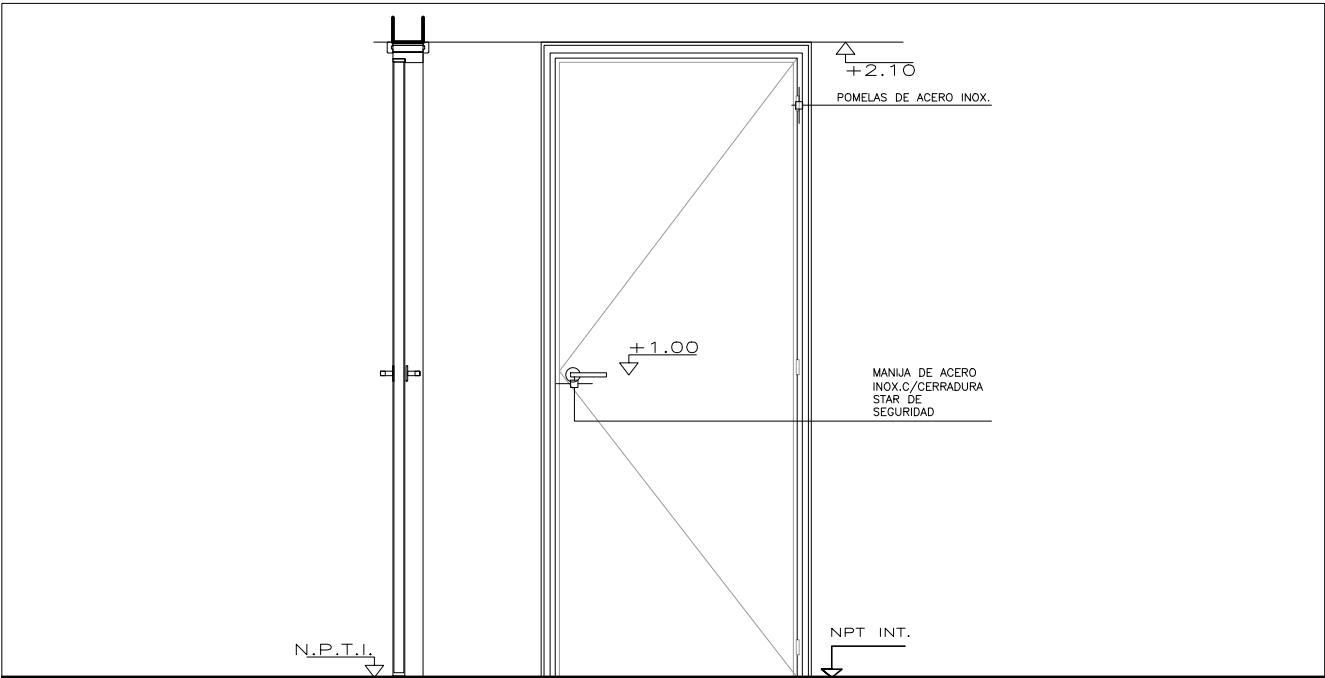 +2.10
POMELAS DE ACERO INOX.
+1.00
MANIJA DE ACERO
INOX.C/CERRADURA
STAR DE
SEGURIDAD
NPT INT.
N.P.T.I.